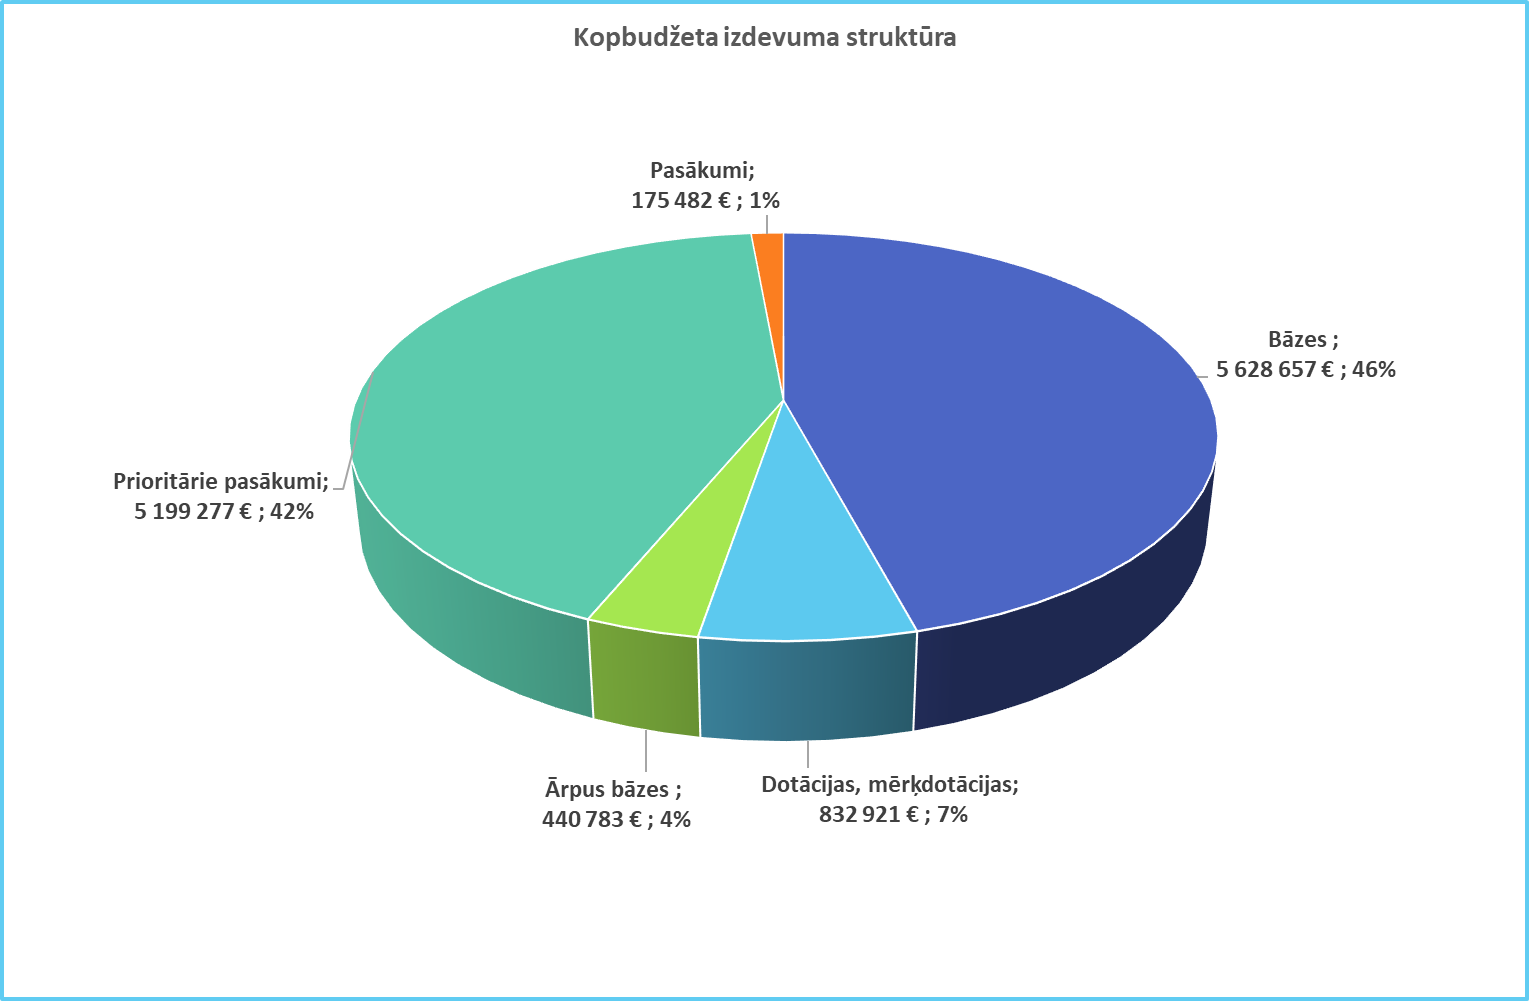 Kopbudžeta izdevuma struktūra
Pasākumi;
175 482 € ; 1%
Bāzes ;
5 628 657 € ; 46%
Prioritārie pasākumi;
5 199 277 € ; 42%
Ārpus bāzes ;
440 783 € ; 4%
Dotācijas, mērķdotācijas;
832 921 € ; 7%